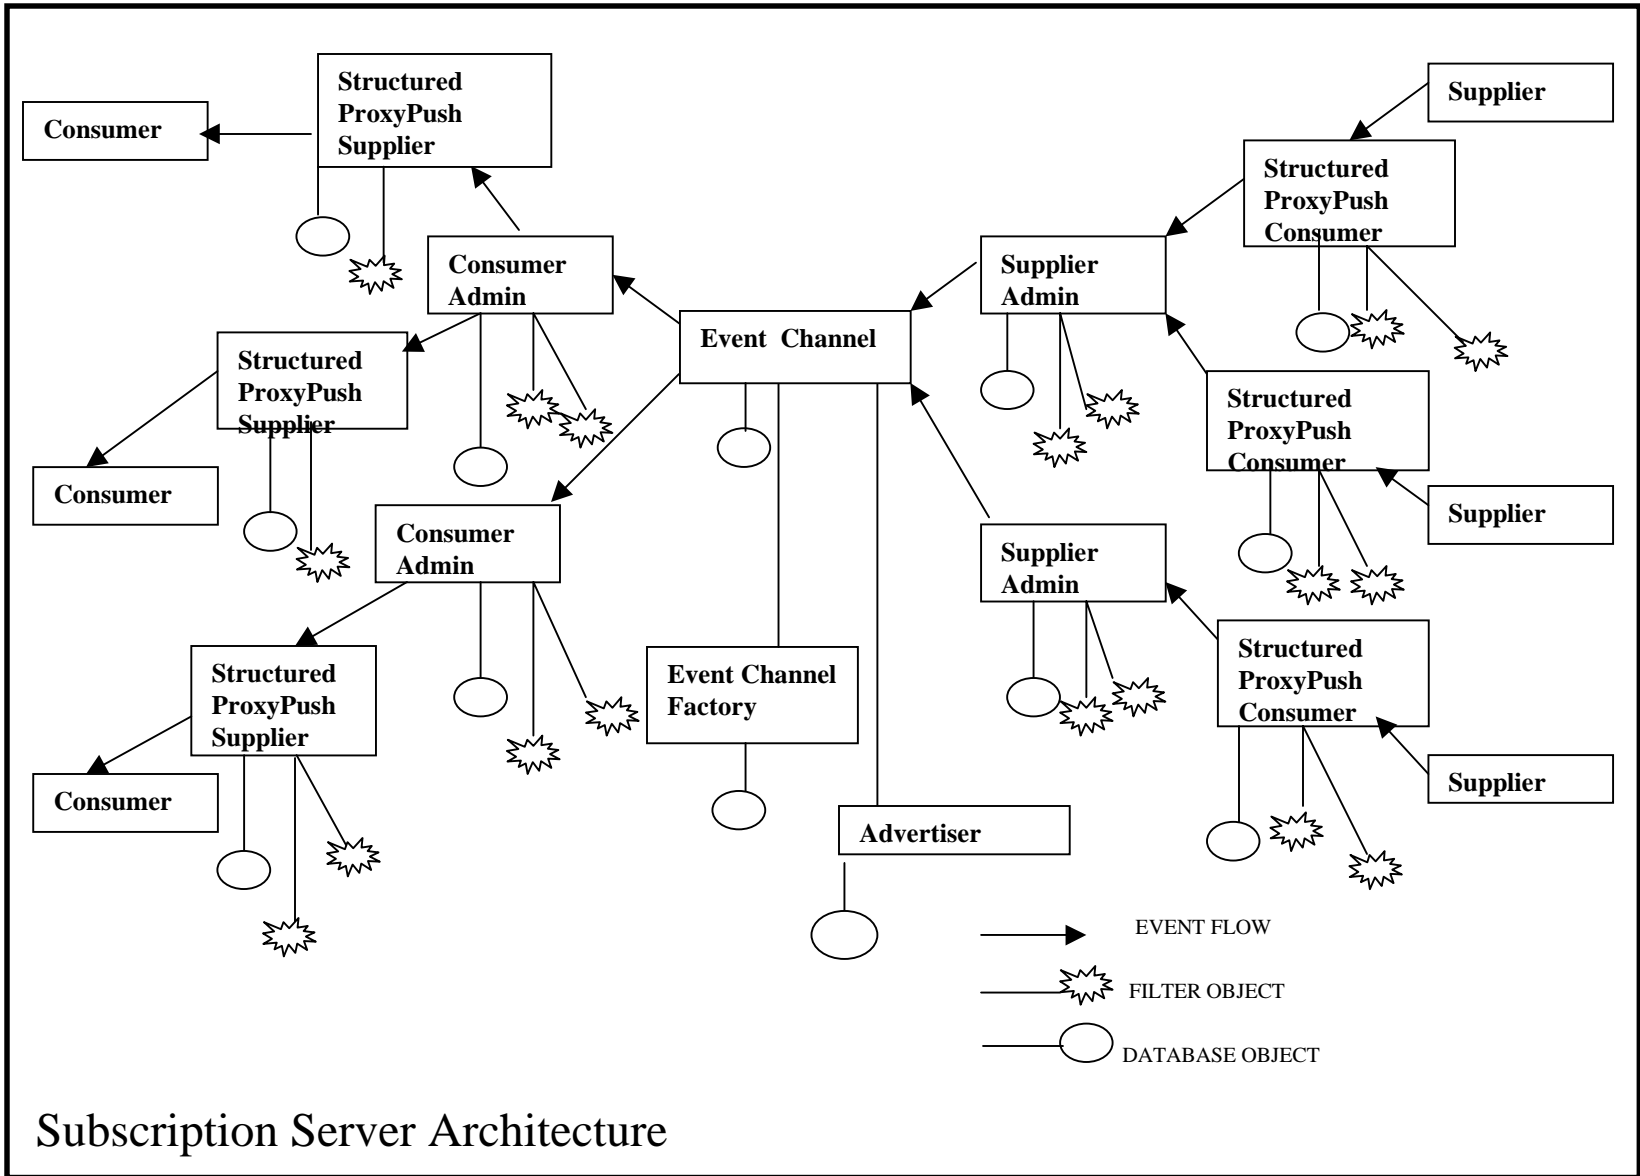 Structured
ProxyPush
Supplier
Supplier
Consumer
Structured
ProxyPush
Consumer
Consumer
Admin
Supplier
Admin
Event Channel
Structured
ProxyPush
Supplier
Structured
ProxyPush
Consumer
Consumer
Supplier
Consumer
Admin
Supplier
Admin
Structured
ProxyPush
Consumer
Structured
ProxyPush
Supplier
Event Channel
Factory
Supplier
Consumer
Advertiser
EVENT FLOW
FILTER OBJECT
DATABASE OBJECT
Subscription Server Architecture